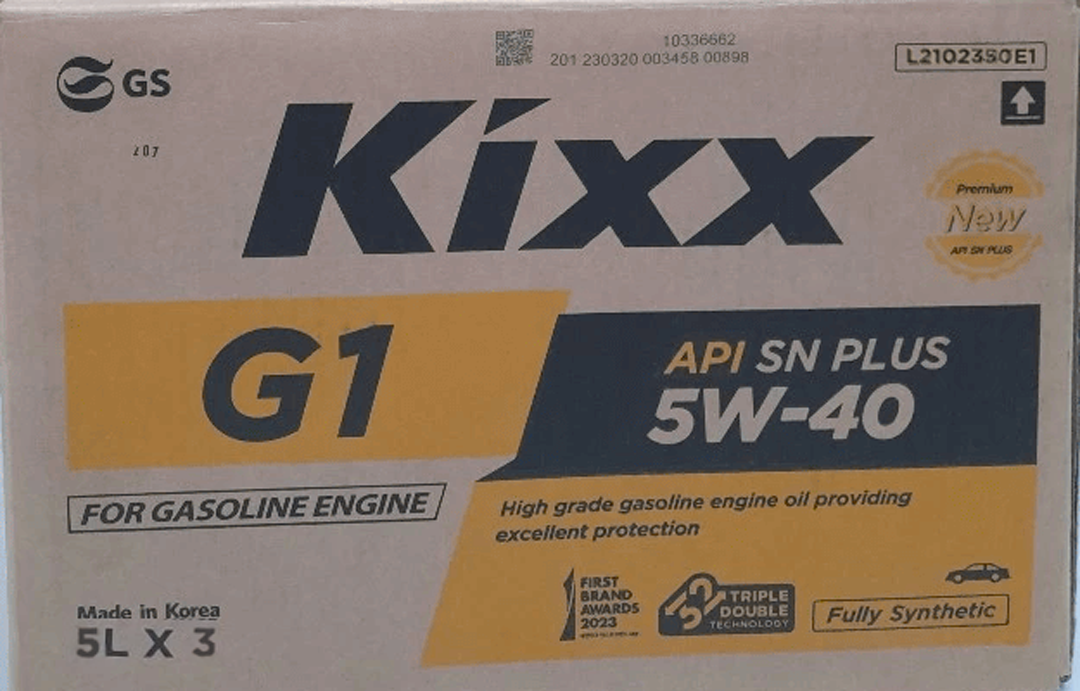 GS
10336662
201 230320 003458 00898
L2102350E1
207
Kixx
Premium
New
API SN PLUS
G1
API SN PLUS
5W-40
FOR GASOLINE ENGINE
High grade gasoline engine oil providing
excellent protection
FIRST
BRAND
AWARDS
2023
TRIPLE
DOUBLE
TECHNOLOGY
Fully Synthetic
Made in Korea
5L X 3